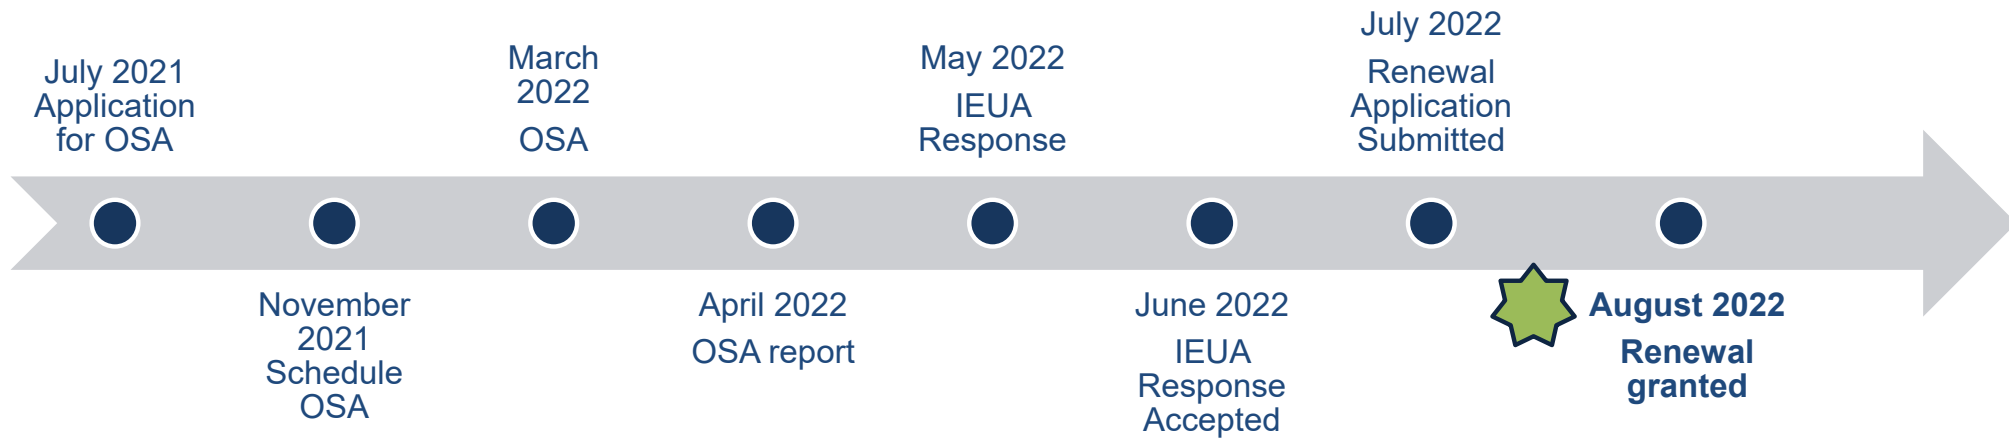 July 2021
Application
for OSA
November
2021
Schedule
OSA
March
2022
OSA
April 2022
OSA report
May 2022
IEUA
Response
June 2022
IEUA
Response
Accepted
July 2022
Renewal
Application
Submitted
August 2022
Renewal
granted